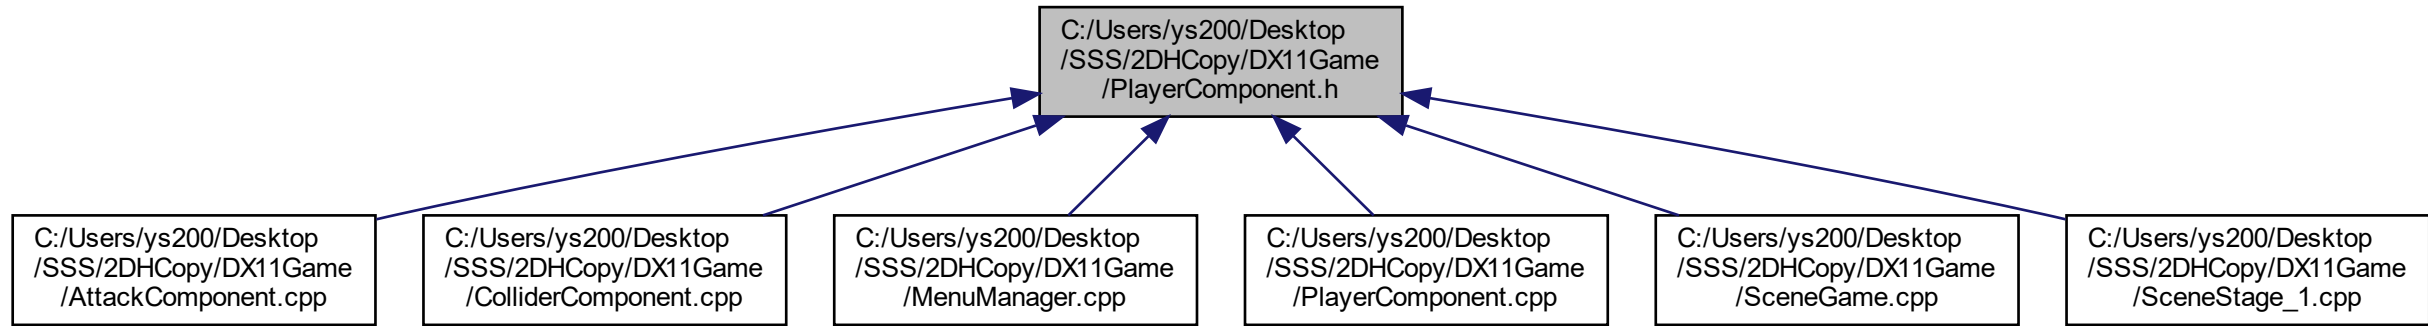 C:/Users/ys200/Desktop
/SSS/2DHCopy/DX11Game
/PlayerComponent.h
C:/Users/ys200/Desktop
/SSS/2DHCopy/DX11Game
/AttackComponent.cpp
C:/Users/ys200/Desktop
/SSS/2DHCopy/DX11Game
/ColliderComponent.cpp
C:/Users/ys200/Desktop
/SSS/2DHCopy/DX11Game
/MenuManager.cpp
C:/Users/ys200/Desktop
/SSS/2DHCopy/DX11Game
/PlayerComponent.cpp
C:/Users/ys200/Desktop
/SSS/2DHCopy/DX11Game
/SceneGame.cpp
C:/Users/ys200/Desktop
/SSS/2DHCopy/DX11Game
/SceneStage_1.cpp